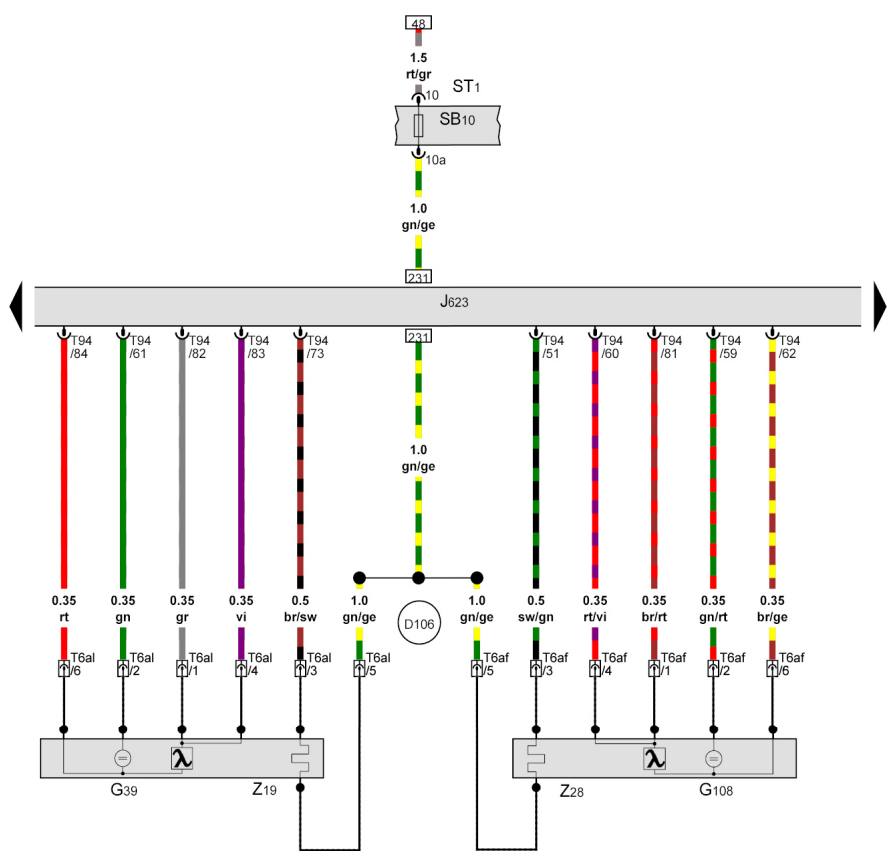 48
1.5
rt/gr
ST1
10
SB10
10a
1.0
gn/ge
231
J623
T94
/84
T94
/61
T94
/82
T94
/83
T94
/73
231
T94
/51
T94
/60
T94
/81
T94
/59
T94
/62
1.0
gn/ge
0.35
rt
0.35
gn
0.35
gr
0.35
vi
0.5
br/sw
1.0
gn/ge
D106
1.0
gn/ge
0.5
sw/gn
0.35
rt/vi
0.35
br/rt
0.35
gn/rt
0.35
br/ge
T6al
/6
T6al
/2
T6al
/1
T6al
/4
T6al
/3
T6al
/5
T6af
/5
T6af
/3
T6af
/4
T6af
/1
T6af
/2
T6af
/6
λ
λ
G39
Z19
Z28
G108